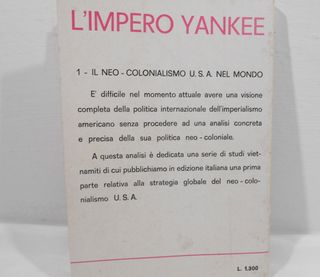 L'IMPERO YANKEE
1 - IL NEO - COLONIALISMO U. S. A. NEL MONDO
E' difficile nel momento attuale avere una visione
completa della politica internazionale dell'imperialismo
americano senza procedere ad una analisi concreta
e precisa della sua politica neo-coloniale.
A questa analisi è dedicata una serie di studi viet-
namiti di cui pubblichiamo in edizione italiana una prima
parte relativa alla strategia globale del neo-colo-
nialismo U. S. A.
L. 1.300